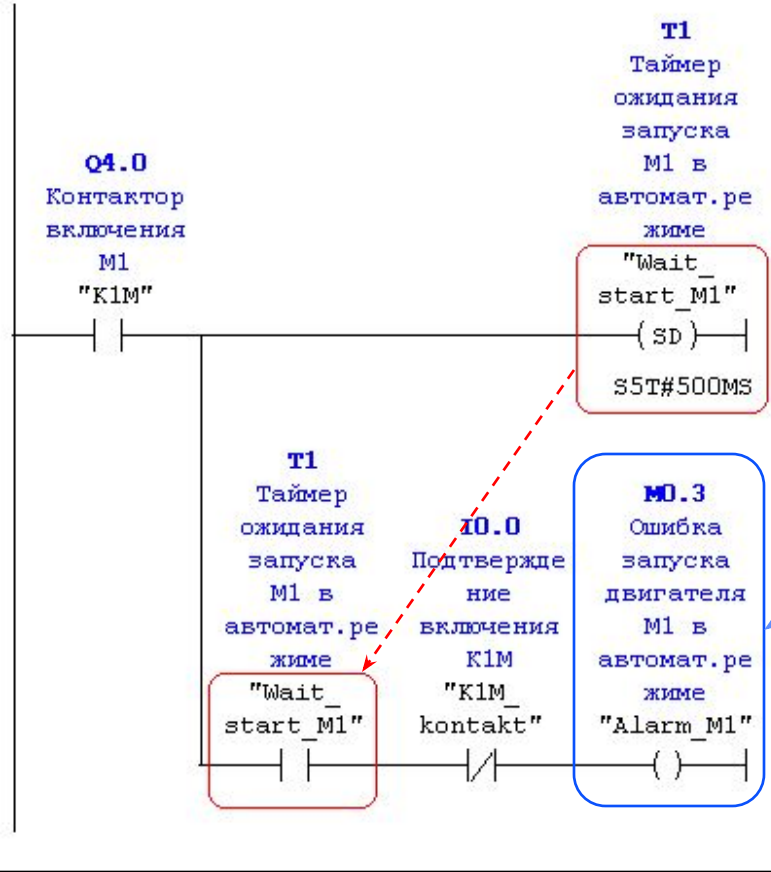 T1
Таймер
ожидания
запуска
M1 в
автомат.ре
жиме
"Wait_
start_M1"
(SD)
S5T#500MS
Q4.0
Контактор
включения
M1
"K1M"
T1
Таймер
ожидания
запуска
M1 в
автомат.ре
жиме
"Wait_
start_M1"
I0.0
Подтвержде
ние
включения
K1M
"K1M_
kontakt"
M0.3
Ошибка
запуска
двигателя
M1 в
автомат.ре
жиме
"Alarm_M1"